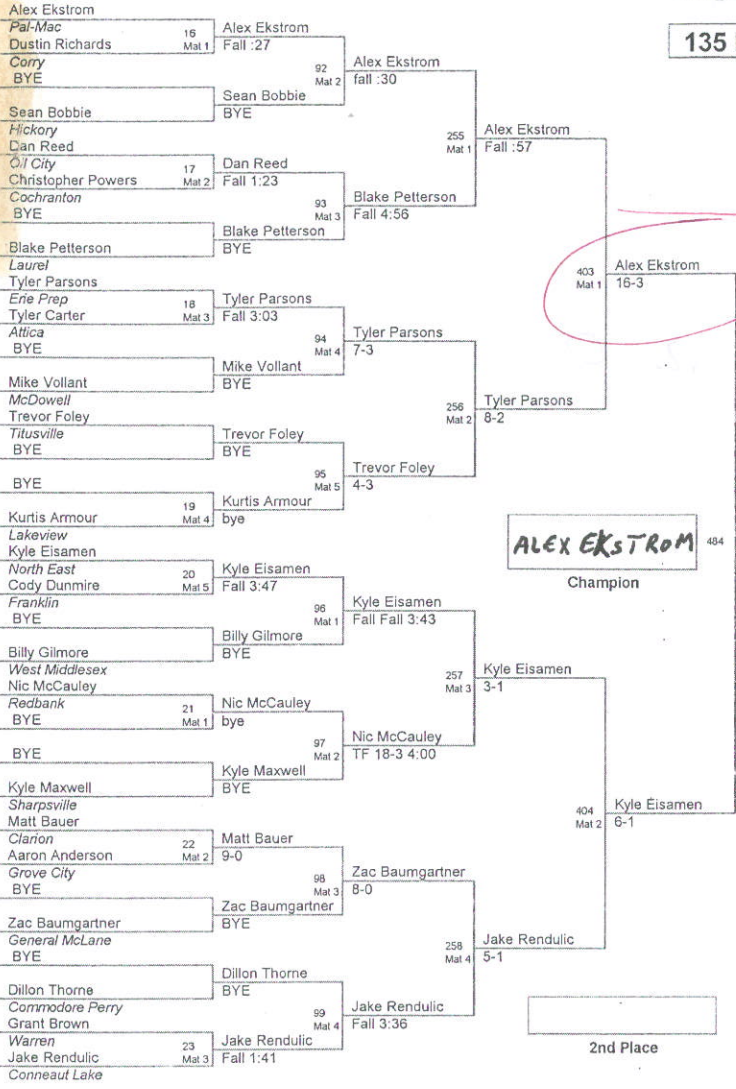 Alex Ekstrom
Pal-Mac
Dustin Richards
Corry
BYE
Sean Bobbie
Hickory
Dan Reed
Oil City
Christopher Powers
Cochranton
BYE
Blake Petterson
Laurel
Tyler Parsons
Erie Prep
Tyler Carter
Attica
BYE
Mike Vollant
McDowell
Trevor Foley
Titusville
BYE
BYE
Kurtis Armour
Lakeview
Kyle Eisamen
North East
Cody Dunmire
Franklin
BYE
Billy Gilmore
West Middlesex
Nic McCauley
Redbank
BYE
BYE
Kyle Maxwell
Sharpsville
Matt Bauer
Clarion
Aaron Anderson
Grove City
BYE
Zac Baumgartner
General McLane
BYE
Dillon Thorne
Commodore Perry
Grant Brown
Warren
Jake Rendulic
Conneaut Lake
16
Mat 1
17
Mat 2
18
Mat 3
19
Mat 4
20
Mat 5
21
Mat 1
22
Mat 2
23
Mat 3
Alex Ekstrom
Fall :27
Sean Bobbie
BYE
Dan Reed
Fall 1:23
Blake Petterson
BYE
Tyler Parsons
Fall 3:03
Mike Vollant
BYE
Trevor Foley
BYE
Kurtis Armour
bye
Kyle Eisamen
Fall 3:47
Billy Gilmore
BYE
Nic McCauley
bye
Kyle Maxwell
BYE
Matt Bauer
9-0
Zac Baumgartner
BYE
Dillon Thorne
BYE
Jake Rendulic
Fall 1:41
92
Mat 2
93
Mat 3
94
Mat 4
95
Mat 5
96
Mat 1
97
Mat 2
98
Mat 3
99
Mat 4
Alex Ekstrom
fall :30
Blake Petterson
Fall 4:56
Tyler Parsons
7-3
Trevor Foley
4-3
Kyle Eisamen
Fall Fall 3:43
Nic McCauley
TF 18-3 4:00
Zac Baumgartner
8-0
Jake Rendulic
Fall 3:36
255
Mat 1
256
Mat 2
257
Mat 3
258
Mat 4
Alex Ekstrom
Fall :57
Tyler Parsons
8-2
Kyle Eisamen
3-1
Jake Rendulic
5-1
403
Mat 1
404
Mat 2
Alex Ekstrom
16-3
Kyle Eisamen
6-1
135
ALEX EKSTROM
484
Champion
2nd Place